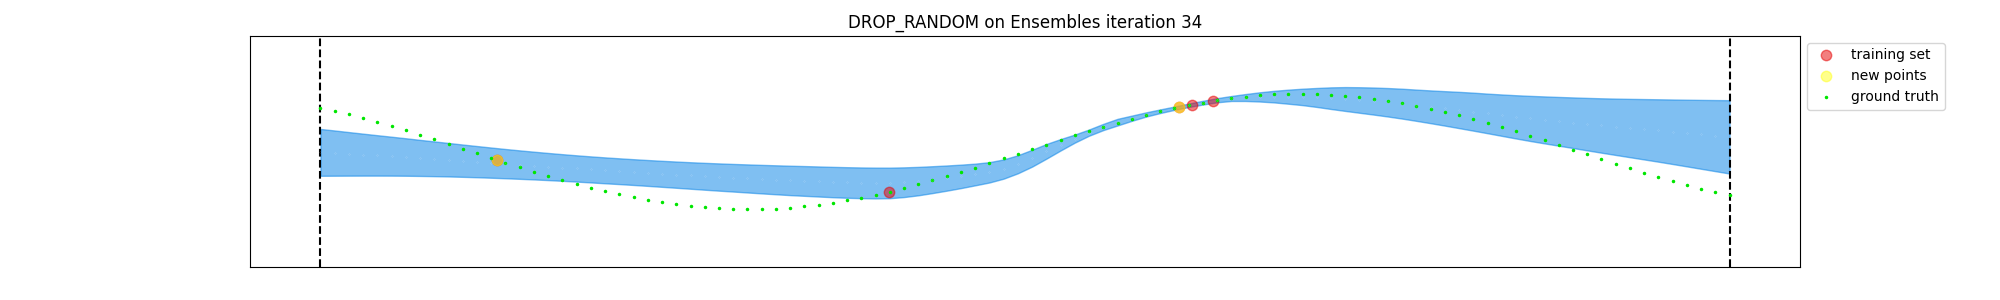 DROP_RANDOM on Ensembles iteration 34
training set
new points
ground truth